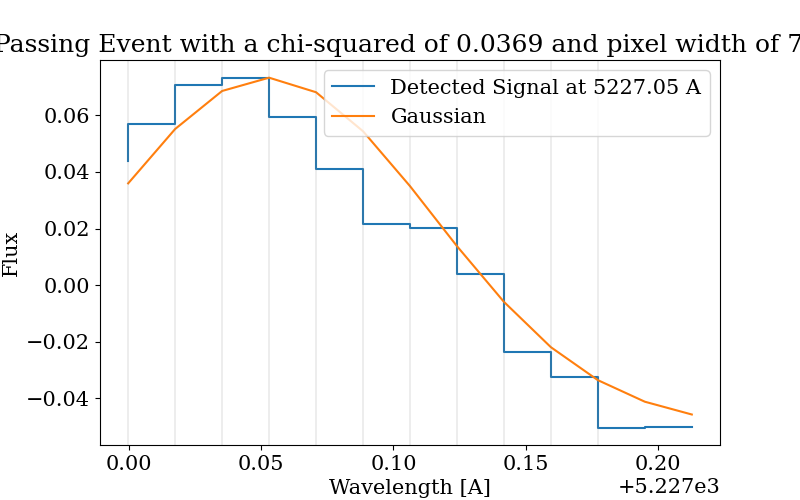 Passing Event with a chi-squared of 0.0369 and pixel width of 7
Detected Signal at 5227.05 A
Gaussian
Flux
0.06
0.04
0.02
0.00
−0.02
−0.04
0.00 0.05 0.10 0.15 0.20
Wavelength [A]
+5.227e3